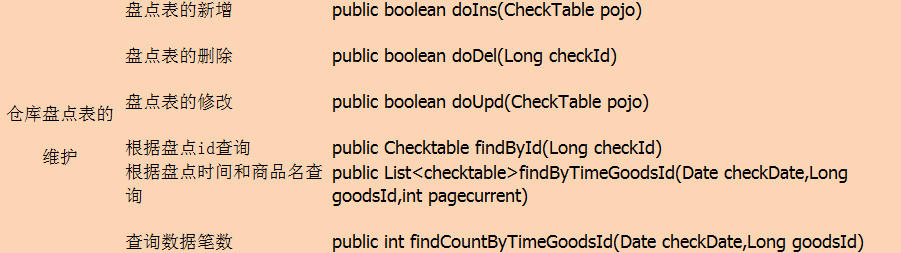 盘点表的新增 public boolean doIns(CheckTable pojo)
盘点表的删除 public boolean doDel(Long checkId)
仓库盘点表的
维护
盘点表的修改 public boolean doUpd(CheckTable pojo)
根据盘点id查询 public Checktable findById(Long checkId)
根据盘点时间和商品名查 public List<checktable>findByTimeGoodsId(Date checkDate,Long
询 goodsId,int pagecurrent)
查询数据笔数 public int findCountByTimeGoodsId(Date checkDate,Long goodsId)